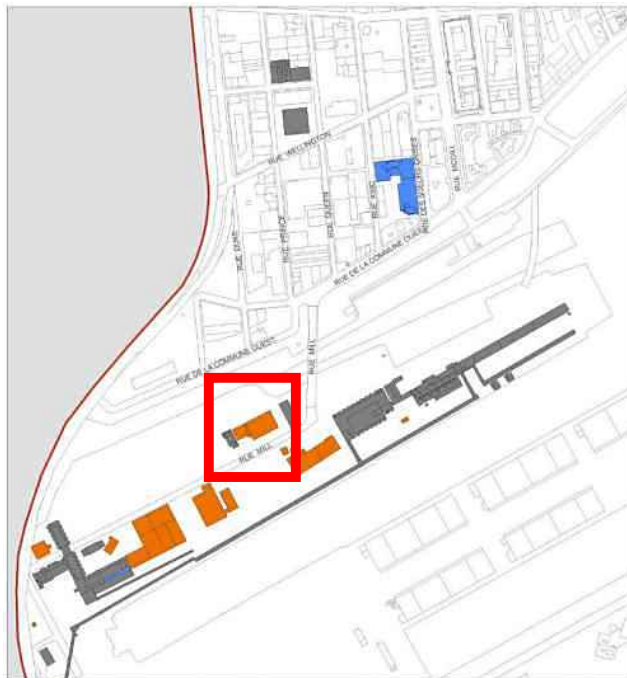 RUE WELLINGTON
RUE KING
RUE DES SOEURS GRISES
RUE MCGILL
RUE QUEEN
RUE PRINCE
RUE DUKE
RUE DE LA COMMUNE OUEST
RUE MILL
RUE DE LA COMMUNE OUEST
RUE MILL